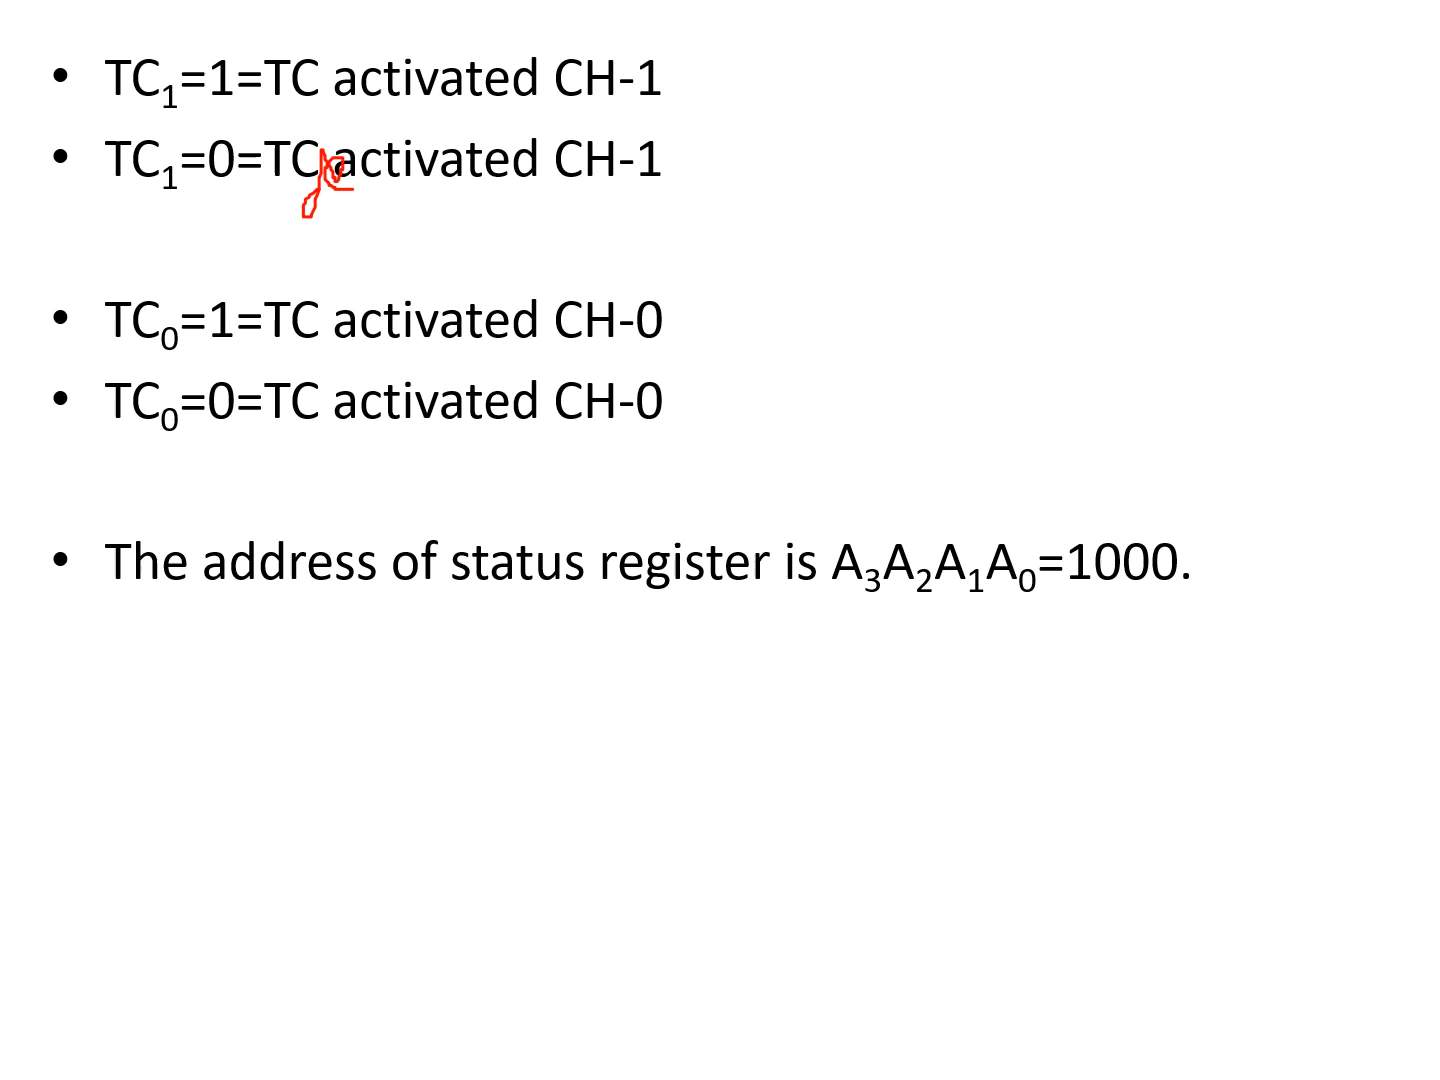 • TC₁=1=TC activated CH-1
• TC₁=0=TC activated CH-1
• TC₀=1=TC activated CH-0
• TC₀=0=TC activated CH-0
• The address of status register is A₃A₂A₁A₀=1000.